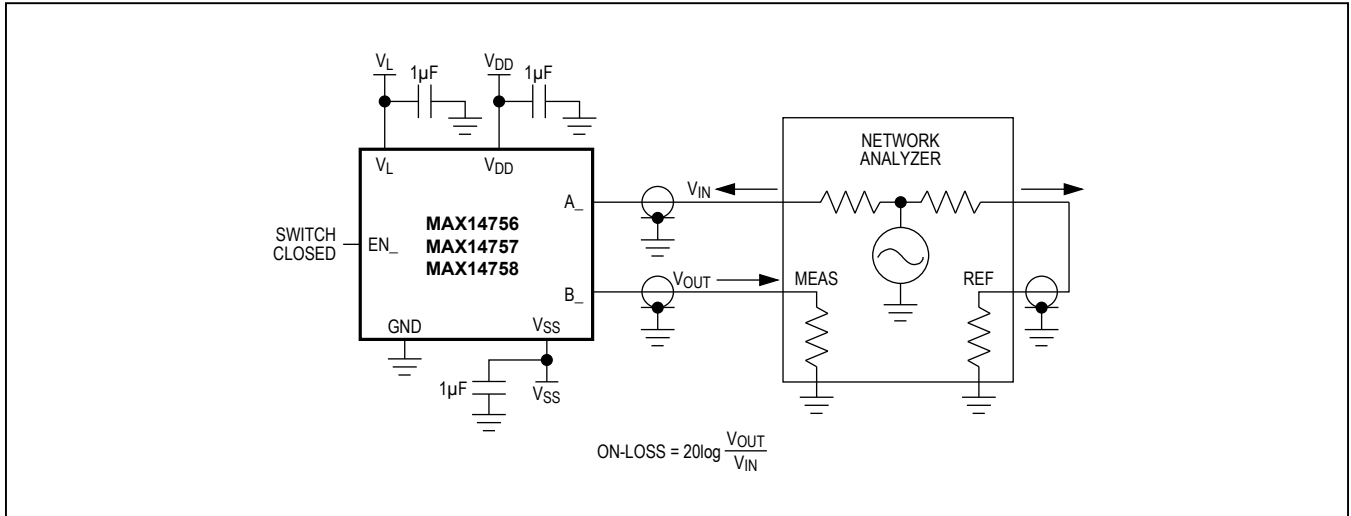 VL
1µF
VDD
1µF
VL
VDD
A_
MAX14756
MAX14757
MAX14758
SWITCH
CLOSED
EN_
B_
GND
VSS
1µF
VSS
VIN
VOUT
NETWORK
ANALYZER
MEAS
REF
ON-LOSS = 20log VOUT
VIN